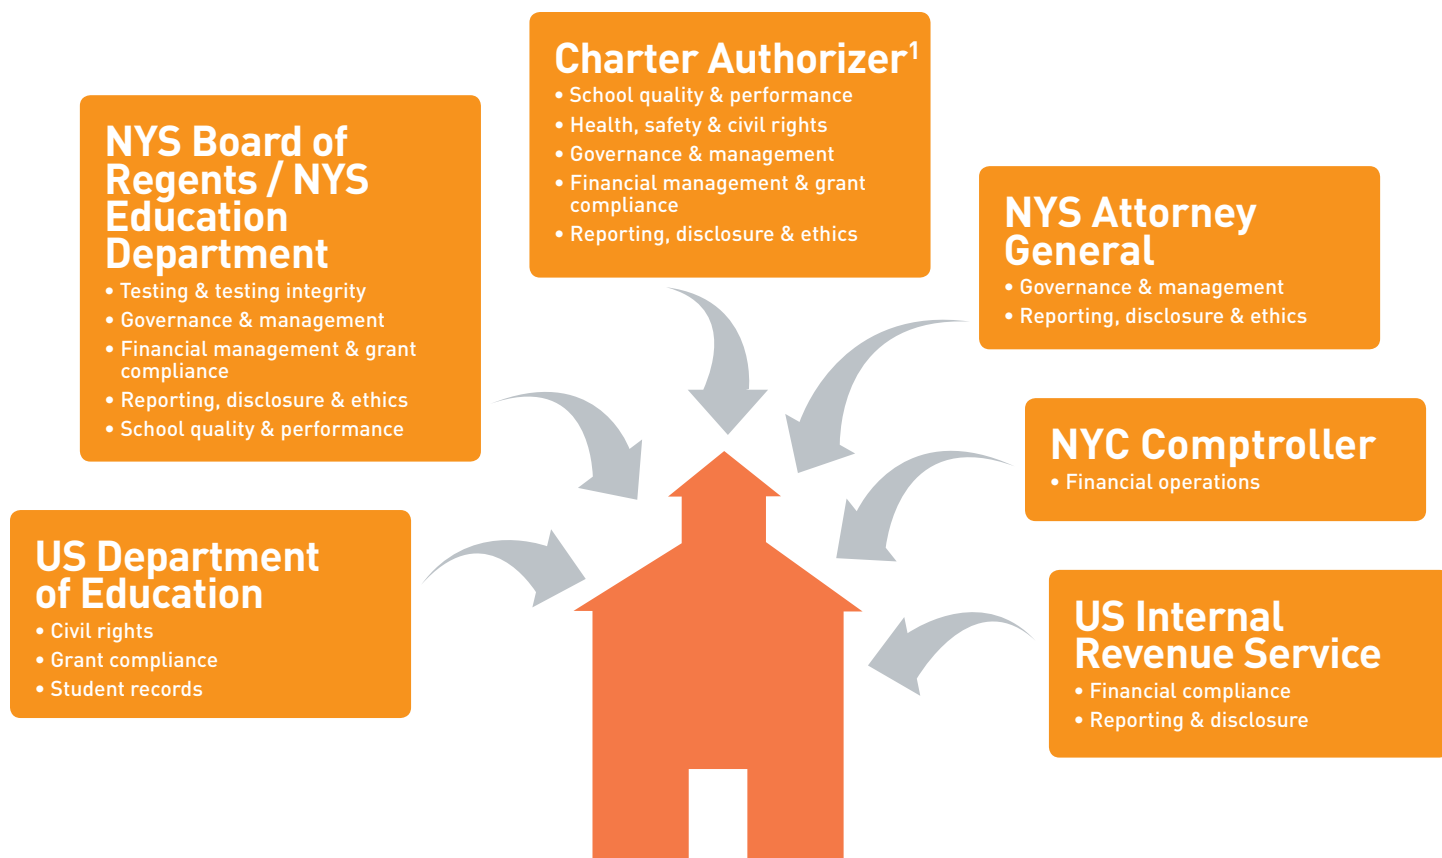 Charter Authorizer¹
• School quality & performance
• Health, safety & civil rights
• Governance & management
• Financial management & grant
compliance
• Reporting, disclosure & ethics
NYS Board of
Regents / NYS
Education
Department
• Testing & testing integrity
• Governance & management
• Financial management & grant
compliance
• Reporting, disclosure & ethics
• School quality & performance
NYS Attorney
General
• Governance & management
• Reporting, disclosure & ethics
NYC Comptroller
• Financial operations
US Department
of Education
• Civil rights
• Grant compliance
• Student records
US Internal
Revenue Service
• Financial compliance
• Reporting & disclosure